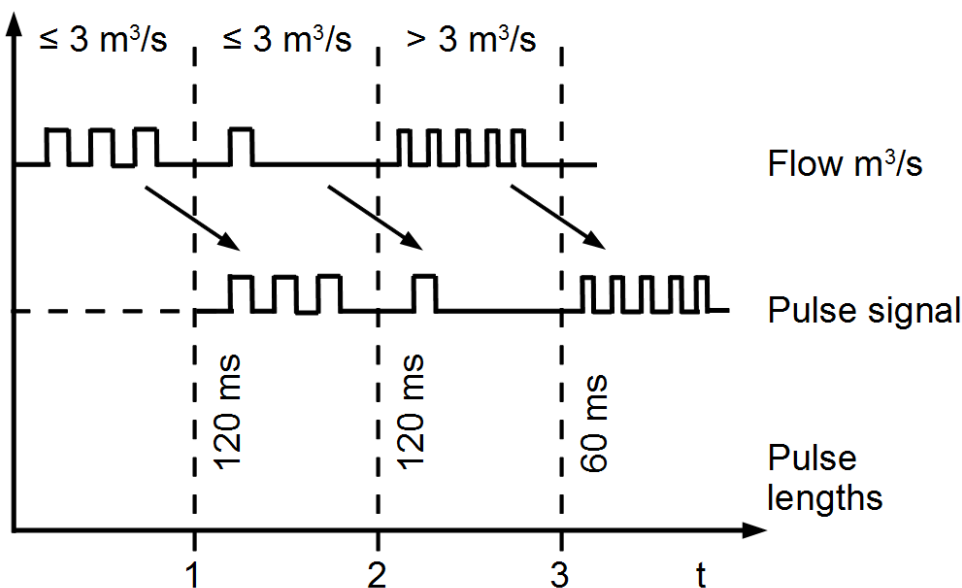 ≤ 3 m³/s ≤ 3 m³/s > 3 m³/s
Flow m³/s
Pulse signal
120 ms
120 ms
60 ms
Pulse
lengths
1 2 3 t